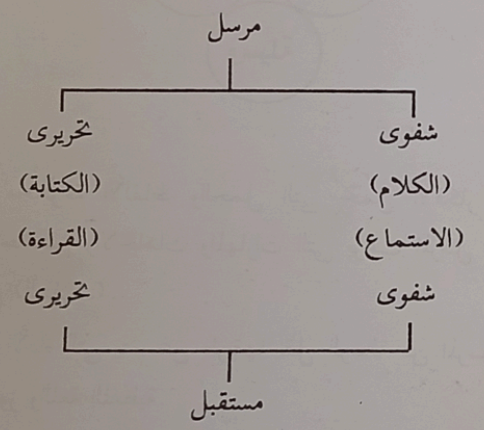 مرسل
شفوى تحريرى
(الكلام) (الكتابة)
(الاستماع) (القراءة)
شفوى تحريرى
مستقبل